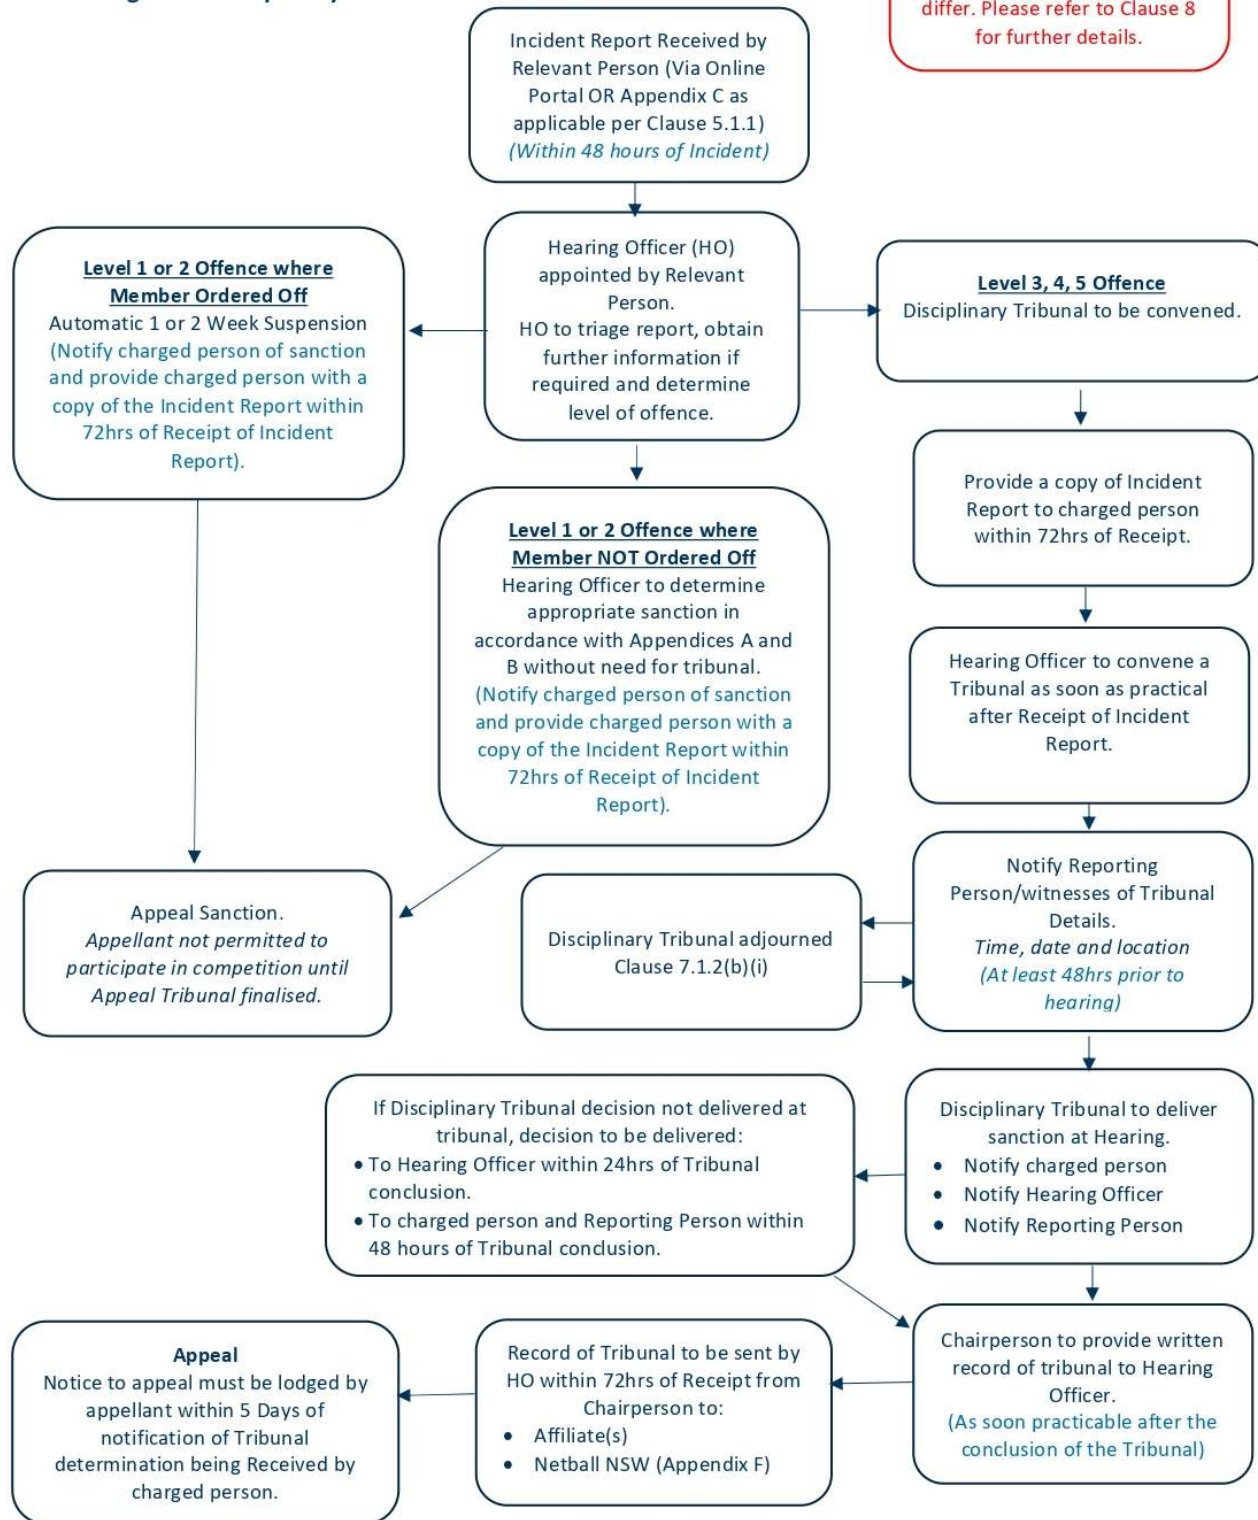 differ. Please refer to Clause 8
for further details.
Incident Report Received by
Relevant Person (Via Online
Portal OR Appendix C as
applicable per Clause 5.1.1)
(Within 48 hours of Incident)
Hearing Officer (HO)
appointed by Relevant
Person.
HO to triage report, obtain
further information if
required and determine
level of offence.
Level 1 or 2 Offence where
Member Ordered Off
Automatic 1 or 2 Week Suspension
(Notify charged person of sanction
and provide charged person with a
copy of the Incident Report within
72hrs of Receipt of Incident
Report).
Level 3, 4, 5 Offence
Disciplinary Tribunal to be convened.
Provide a copy of Incident
Report to charged person
within 72hrs of Receipt.
Level 1 or 2 Offence where
Member NOT Ordered Off
Hearing Officer to determine
appropriate sanction in
accordance with Appendices A and
B without need for tribunal.
(Notify charged person of sanction
and provide charged person with a
copy of the Incident Report within
72hrs of Receipt of Incident
Report).
Hearing Officer to convene a
Tribunal as soon as practical
after Receipt of Incident
Report.
Appeal Sanction.
Appellant not permitted to
participate in competition until
Appeal Tribunal finalised.
Disciplinary Tribunal adjourned
Clause 7.1.2(b)(i)
Notify Reporting
Person/witnesses of Tribunal
Details.
Time, date and location
(At least 48hrs prior to
hearing)
If Disciplinary Tribunal decision not delivered at
tribunal, decision to be delivered:
• To Hearing Officer within 24hrs of Tribunal
conclusion.
• To charged person and Reporting Person within
48 hours of Tribunal conclusion.
Disciplinary Tribunal to deliver
sanction at Hearing.
• Notify charged person
• Notify Hearing Officer
• Notify Reporting Person
Chairperson to provide written
record of tribunal to Hearing
Officer.
(As soon practicable after the
conclusion of the Tribunal)
Record of Tribunal to be sent by
HO within 72hrs of Receipt from
Chairperson to:
• Affiliate(s)
• Netball NSW (Appendix F)
Appeal
Notice to appeal must be lodged by
appellant within 5 Days of
notification of Tribunal
determination being Received by
charged person.